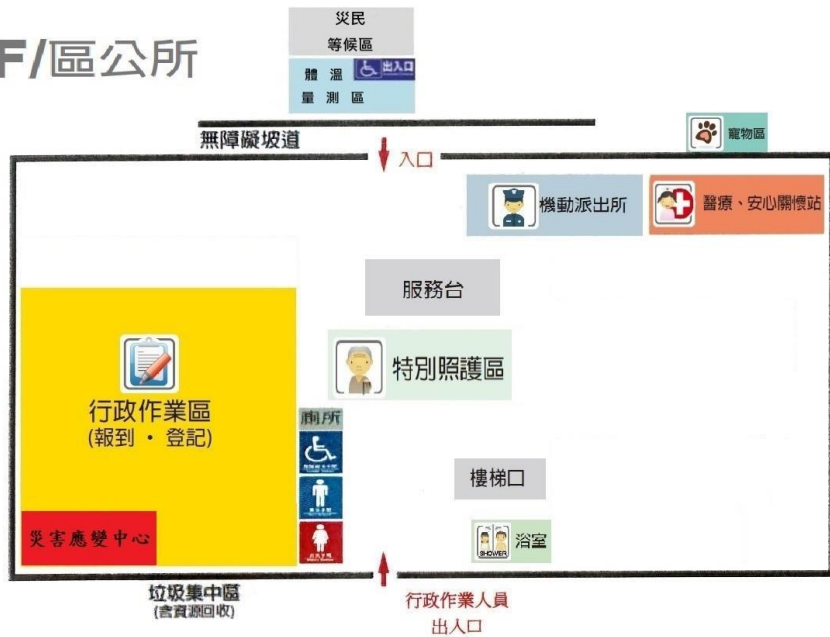 災民
等候區
F/區公所
體溫
量測區
出入口
無障礙坡道
入口
寵物區
機動派出所
醫療、安心關懷站
服務台
特別照護區
行政作業區
(報到・登記)
廁所
樓梯口
災害應變中心
SHOWER
浴室
垃圾集中區
(含資源回收)
行政作業人員
出入口